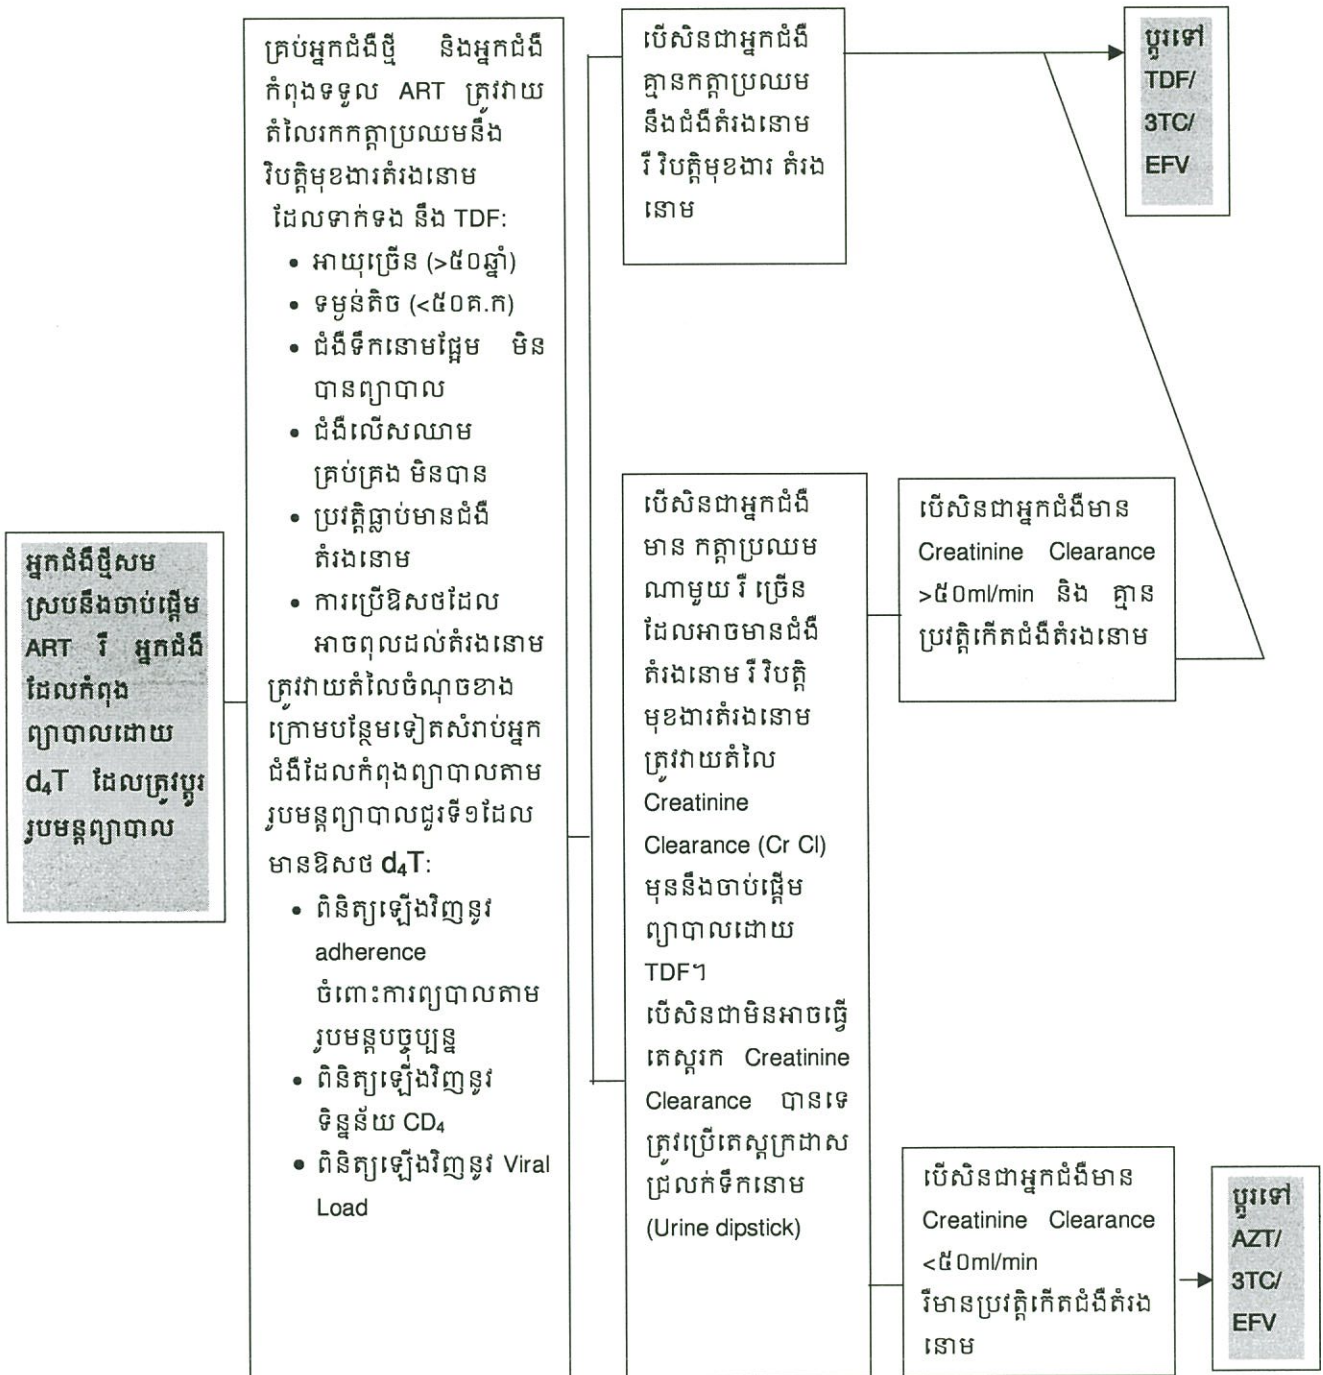 អ្នកជំងឺថ្មីសម
ស្របនឹងចាប់ផ្តើម
ART រឺ អ្នកជំងឺ
ដែលកំពុង
ព្យាបាលដោយ
d₄T ដែលត្រូវប្តូរ
រូបមន្តព្យាបាល
គ្រប់អ្នកជំងឺថ្មី និងអ្នកជំងឺ
កំពុងទទួល ART ត្រូវវាយ
តំលៃរកកត្តាប្រឈមនឹង
វិបត្តិមុខងារតំរងនោម
ដែលទាក់ទង នឹង TDF:
• អាយុច្រើន (>៥០ឆ្នាំ)
• ទម្ងន់តិច (<៥០គ.ក)
• ជំងឺទឹកនោមផ្អែម មិន
បានព្យាបាល
• ជំងឺលើសឈាម
គ្រប់គ្រង មិនបាន
• ប្រវត្តិធ្លាប់មានជំងឺ
តំរងនោម
• ការប្រើឱសថដែល
អាចពុលដល់តំរងនោម
ត្រូវវាយតំលៃចំណុចខាង
ក្រោមបន្ថែមទៀតសំរាប់អ្នក
ជំងឺដែលកំពុងព្យាបាលតាម
រូបមន្តព្យាបាលជួរទី១ដែល
មានឱសថ d₄T:
• ពិនិត្យឡើងវិញនូវ
adherence
ចំពោះការព្យបាលតាម
រូបមន្តបច្ចុប្បន្ន
• ពិនិត្យឡើងវិញនូវ
ទិន្នន័យ CD₄
• ពិនិត្យឡើងវិញនូវ Viral
Load
បើសិនជាអ្នកជំងឺ
គ្មានកត្តាប្រឈម
នឹងជំងឺតំរងនោម
រឺ វិបត្តិមុខងារ តំរង
នោម
ប្តូរទៅ
TDF/
3TC/
EFV
បើសិនជាអ្នកជំងឺ
មាន កត្តាប្រឈម
ណាមួយ រឺ ច្រើន
ដែលអាចមានជំងឺ
តំរងនោម រឺ វិបត្តិ
មុខងារតំរងនោម
ត្រូវវាយតំលៃ
Creatinine
Clearance (Cr Cl)
មុននឹងចាប់ផ្តើម
ព្យាបាលដោយ
TDF។
បើសិនជាមិនអាចធ្វើ
តេស្តរក Creatinine
Clearance បានទេ
ត្រូវប្រើតេស្តក្រដាស
ជ្រលក់ទឹកនោម
(Urine dipstick)
បើសិនជាអ្នកជំងឺមាន
Creatinine Clearance
>៥0ml/min និង គ្មាន
ប្រវត្តិកើតជំងឺតំរងនោម
បើសិនជាអ្នកជំងឺមាន
Creatinine Clearance
<៥0ml/min
រឺមានប្រវត្តិកើតជំងឺតំរង
នោម
ប្តូរទៅ
AZT/
3TC/
EFV